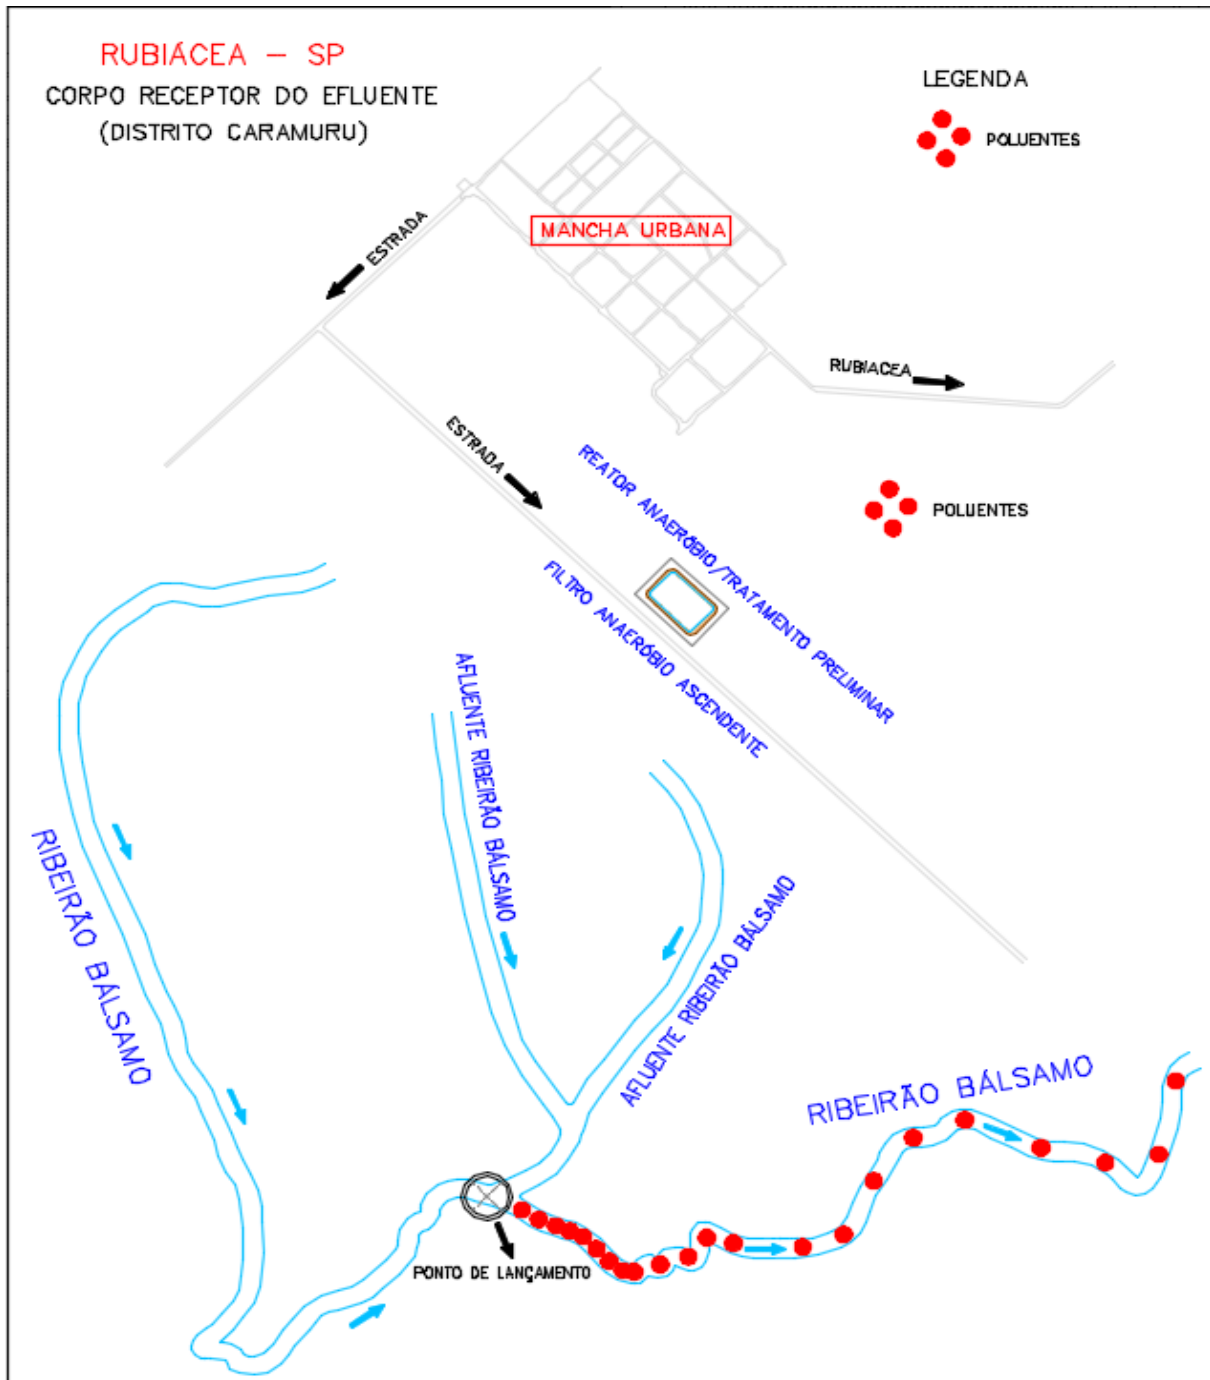 RUBIÁCEA – SP
CORPO RECEPTOR DO EFLUENTE
(DISTRITO CARAMURU)
LEGENDA
POLUENTES
ESTRADA
MANCHA URBANA
RUBIACEA
ESTRADA
REATOR ANAERÓBIO/TRATAMENTO PRELIMINAR
POLUENTES
FILTRO ANAERÓBIO ASCENDENTE
AFLUENTE RIBEIRÃO BÁLSAMO
RIBEIRÃO BÁLSAMO
AFLUENTE RIBEIRÃO BÁLSAMO
RIBEIRÃO BÁLSAMO
PONTO DE LANÇAMENTO